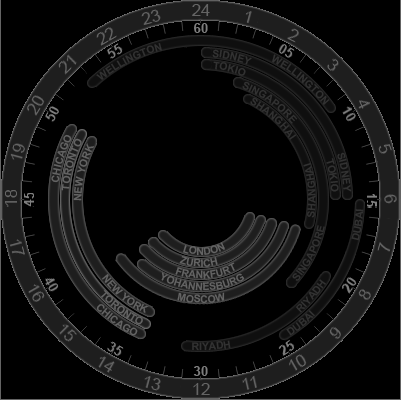 24
1
2
3
4
5
6
7
8
9
10
11
12
13
14
15
16
17
18
19
20
21
22
23
60
05
10
15
20
25
30
35
40
45
50
55
WELLINGTON
WELLINGTON
SIDNEY
SIDNEY
TOKIO
TOKIO
SINGAPORE
SINGAPORE
SHANGHAI
SHANGHAI
DUBAI
DUBAI
RIYADH
RIYADH
CHICAGO
TORONTO
NEW YORK
NEW YORK
TORONTO
CHICAGO
LONDON
ZURICH
FRANKFURT
YOHANNESBURG
MOSCOW